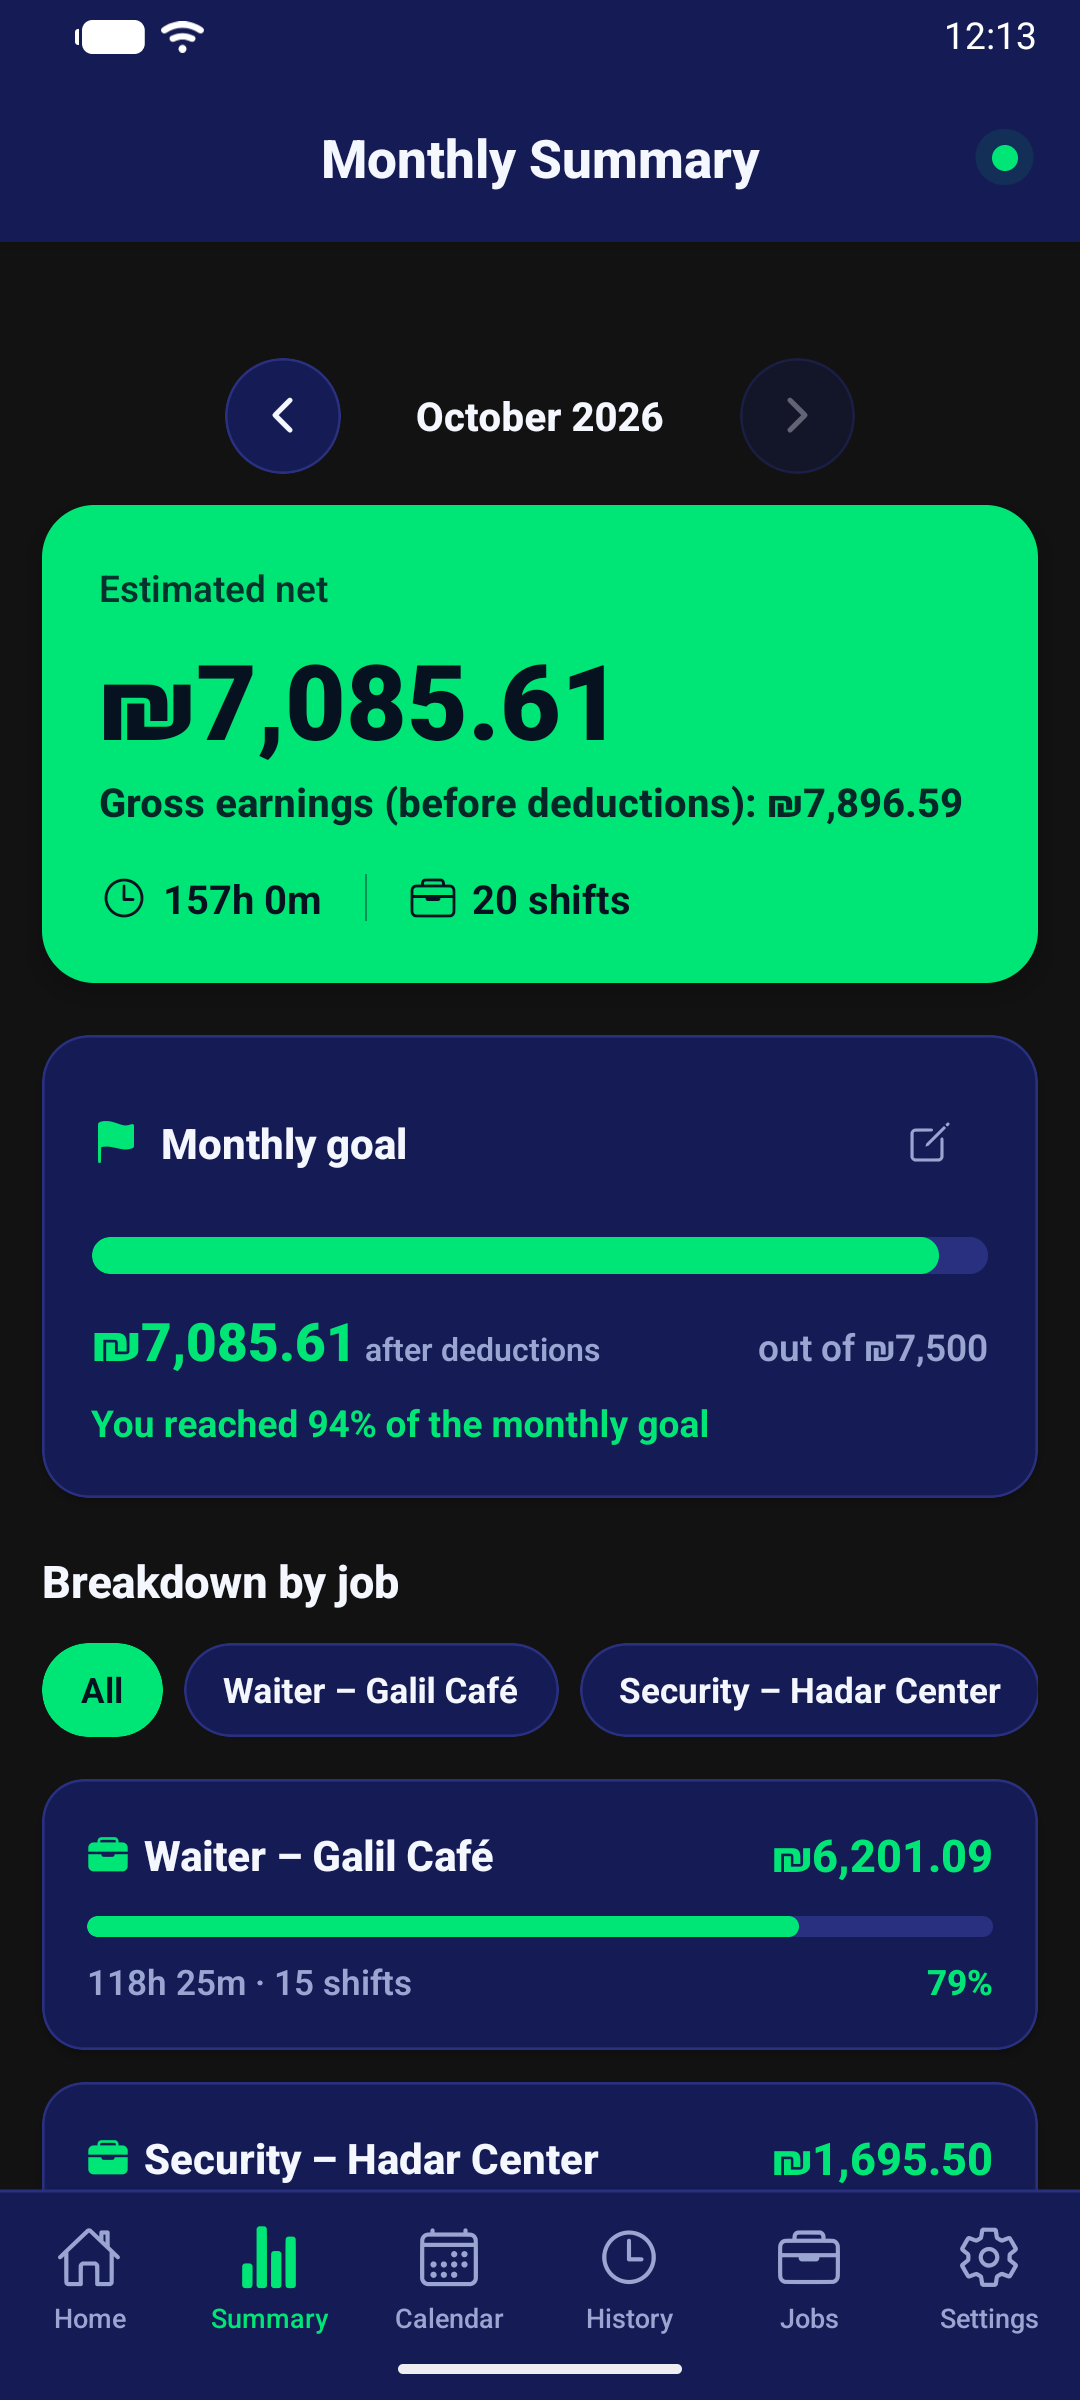 12:13
Monthly Summary
October 2026
Estimated net
₪7,085.61
Gross earnings (before deductions): ₪7,896.59
157h 0m
20 shifts
Monthly goal
₪7,085.61 after deductions
out of ₪7,500
You reached 94% of the monthly goal
Breakdown by job
All
Waiter – Galil Café
Security – Hadar Center
Waiter – Galil Café
₪6,201.09
118h 25m · 15 shifts
79%
Security – Hadar Center
₪1,695.50
Home
Summary
Calendar
History
Jobs
Settings